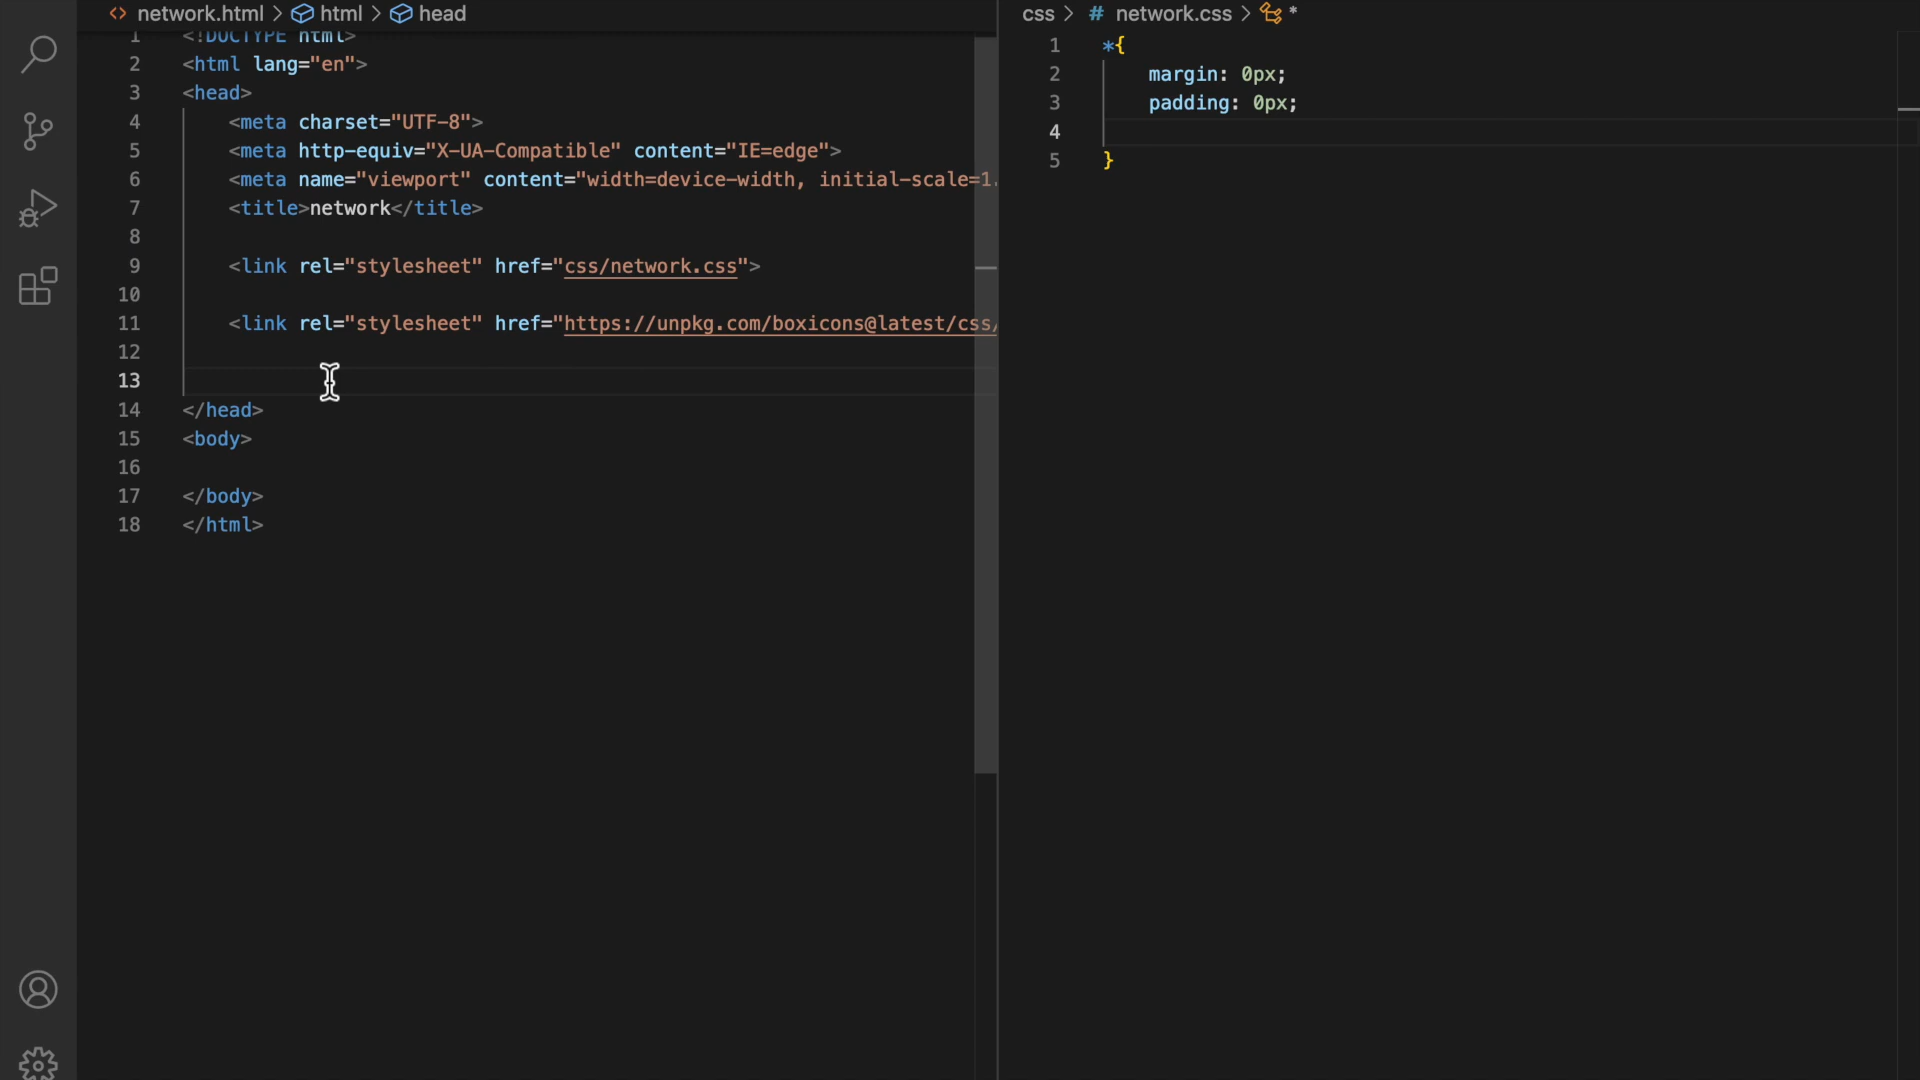 network.html > html > head
1 <!DOCTYPE html>
2 <html lang="en">
3 <head>
4 <meta charset="UTF-8">
5 <meta http-equiv="X-UA-Compatible" content="IE=edge">
6 <meta name="viewport" content="width=device-width, initial-scale=1.
7 <title>network</title>
8
9 <link rel="stylesheet" href="css/network.css">
10
11 <link rel="stylesheet" href="https://unpkg.com/boxicons@latest/css/
12
13
14 </head>
15 <body>
16
17 </body>
18 </html>
css > # network.css > *
1 *{
2 margin: 0px;
3 padding: 0px;
4
5 }